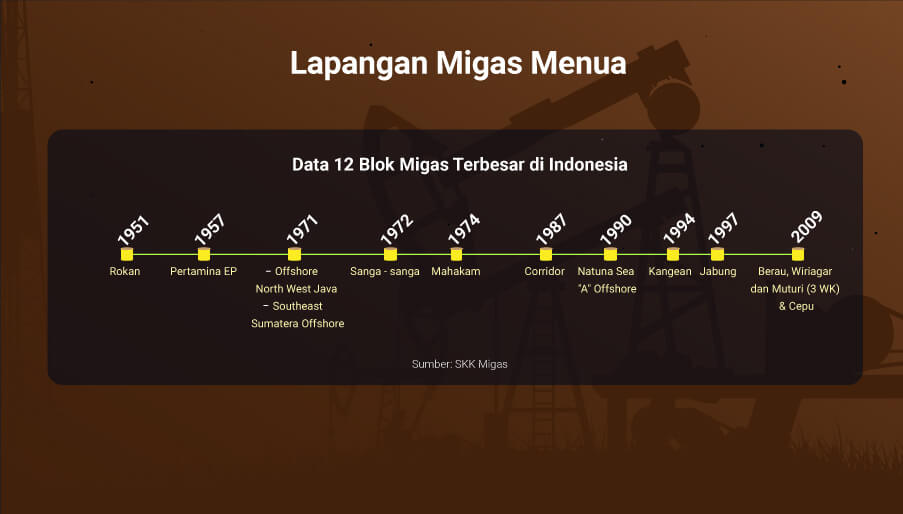 Lapangan Migas Menua
Data 12 Blok Migas Terbesar di Indonesia
1951
Rokan
1957
Pertamina EP
1971
– Offshore
North West Java
– Southeast
Sumatera Offshore
1972
Sanga - sanga
1974
Mahakam
1987
Corridor
1990
Natuna Sea
"A" Offshore
1994
Kangean
1997
Jabung
2009
Berau, Wiriagar
dan Muturi (3 WK)
& Cepu
Sumber: SKK Migas